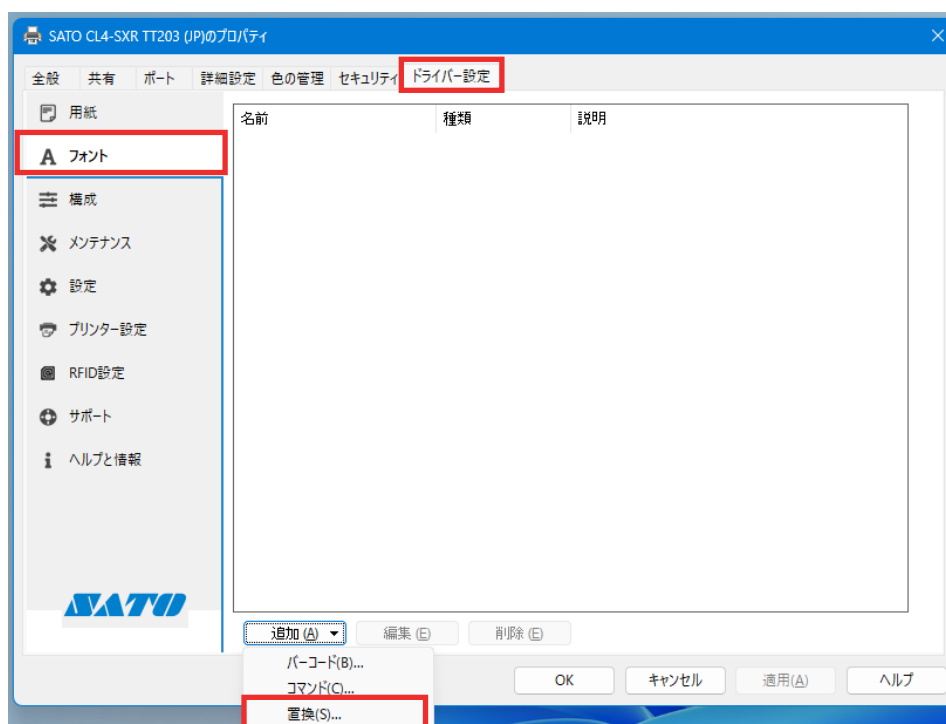 SATO CL4-SXR TT203 (JP)のプロパティ
全般 共有 ポート 詳細設定 色の管理 セキュリティ ドライバー設定
用紙
フォント
構成
メンテナンス
設定
プリンター設定
RFID設定
サポート
ヘルプと情報
SATO
名前 種類 説明
追加(A) 編集(E) 削除(E)
バーコード(B)...
コマンド(C)...
置換(S)...
OK キャンセル 適用(A) ヘルプ